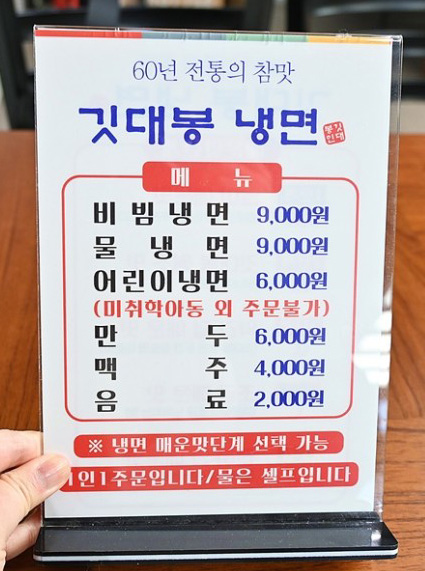 60년 전통의 참맛
깃대봉 냉면
메 뉴
비 빔 냉 면 9,000원
물 냉 면 9,000원
어린이냉면 6,000원
(미취학아동 외 주문불가)
만 두 6,000원
맥 주 4,000원
음 료 2,000원
※ 냉면 매운맛단계 선택 가능
1인1주문입니다/물은 셀프입니다